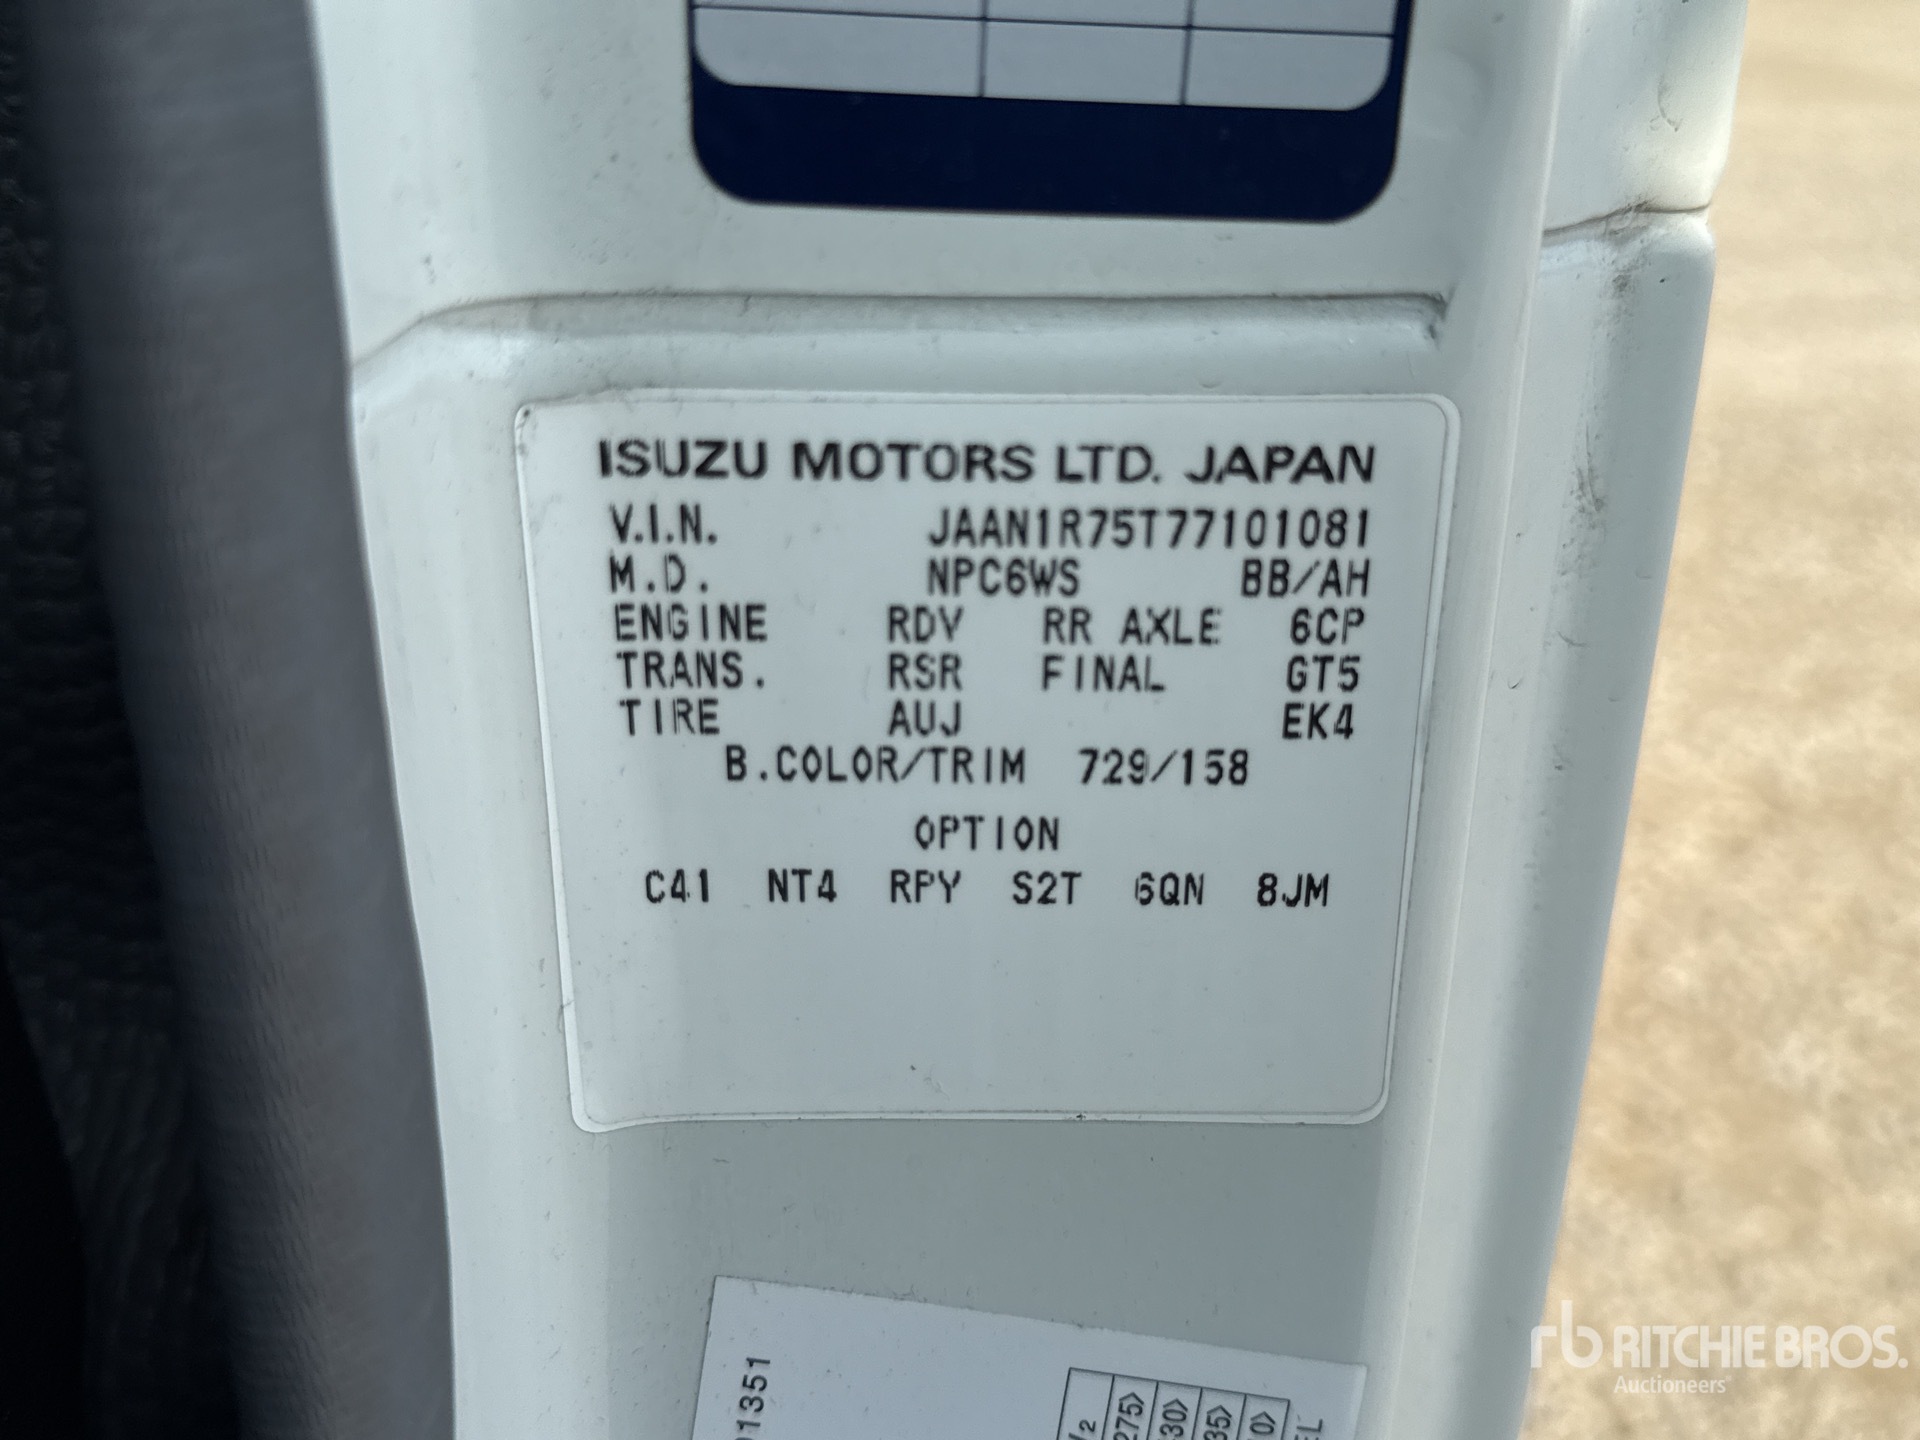 ISUZU MOTORS LTD. JAPAN
V.I.N. JAAN1R75T77101081
M.D. NPC6WS BB/AH
ENGINE RDV RR AXLE 6CP
TRANS. RSR FINAL GT5
TIRE AUJ EK4
B.COLOR/TRIM 729/158
OPTION
C41 NT4 RPY S2T 6QN 8JM
rb RITCHIE BROS.
Auctioneers